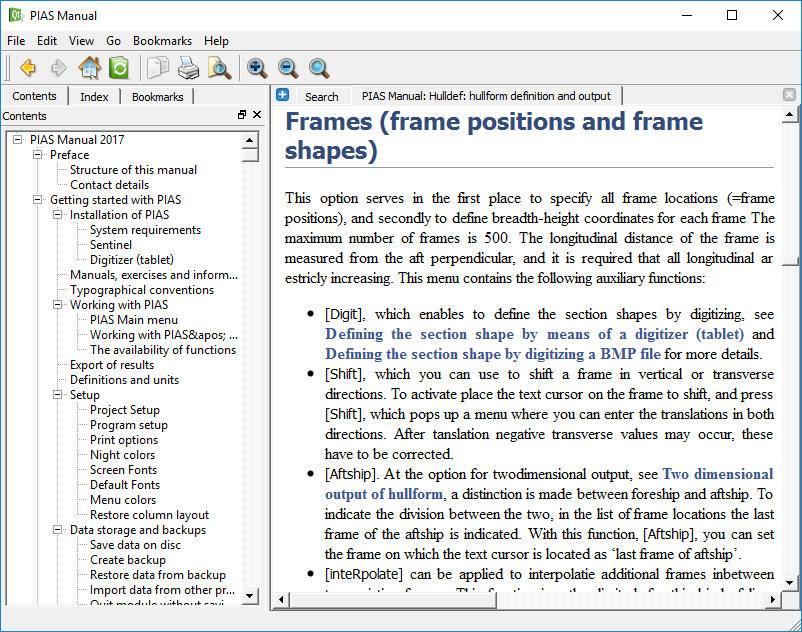 PIAS Manual
File Edit View Go Bookmarks Help
Contents Index Bookmarks
Contents
PIAS Manual 2017
Preface
Structure of this manual
Contact details
Getting started with PIAS
Installation of PIAS
System requirements
Sentinel
Digitizer (tablet)
Manuals, exercises and inform...
Typographical conventions
Working with PIAS
PIAS Main menu
Working with PIAS&apos; ...
The availability of functions
Export of results
Definitions and units
Setup
Project Setup
Program setup
Print options
Night colors
Screen Fonts
Default Fonts
Menu colors
Restore column layout
Data storage and backups
Save data on disc
Create backup
Restore data from backup
Import data from other pr...
Quit module without savi...
Search PIAS Manual: Hulldef: hullform definition and output
Frames (frame positions and frame
shapes)
This option serves in the first place to specify all frame locations (=frame
positions), and secondly to define breadth-height coordinates for each frame The
maximum number of frames is 500. The longitudinal distance of the frame is
measured from the aft perpendicular, and it is required that all longitudinal ar
estricly increasing. This menu contains the following auxiliary functions:
• [Digit], which enables to define the section shapes by digitizing, see
Defining the section shape by means of a digitizer (tablet) and
Defining the section shape by digitizing a BMP file for more details.
• [Shift], which you can use to shift a frame in vertical or transverse
directions. To activate place the text cursor on the frame to shift, and press
[Shift], which pops up a menu where you can enter the translations in both
directions. After tanslation negative transverse values may occur, these
have to be corrected.
• [Aftship]. At the option for twodimensional output, see Two dimensional
output of hullform, a distinction is made between foreship and aftship. To
indicate the division between the two, in the list of frame locations the last
frame of the aftship is indicated. With this function, [Aftship], you can set
the frame on which the text cursor is located as ‘last frame of aftship’.
• [inteRpolate] can be applied to interpolatie additional frames inbetween